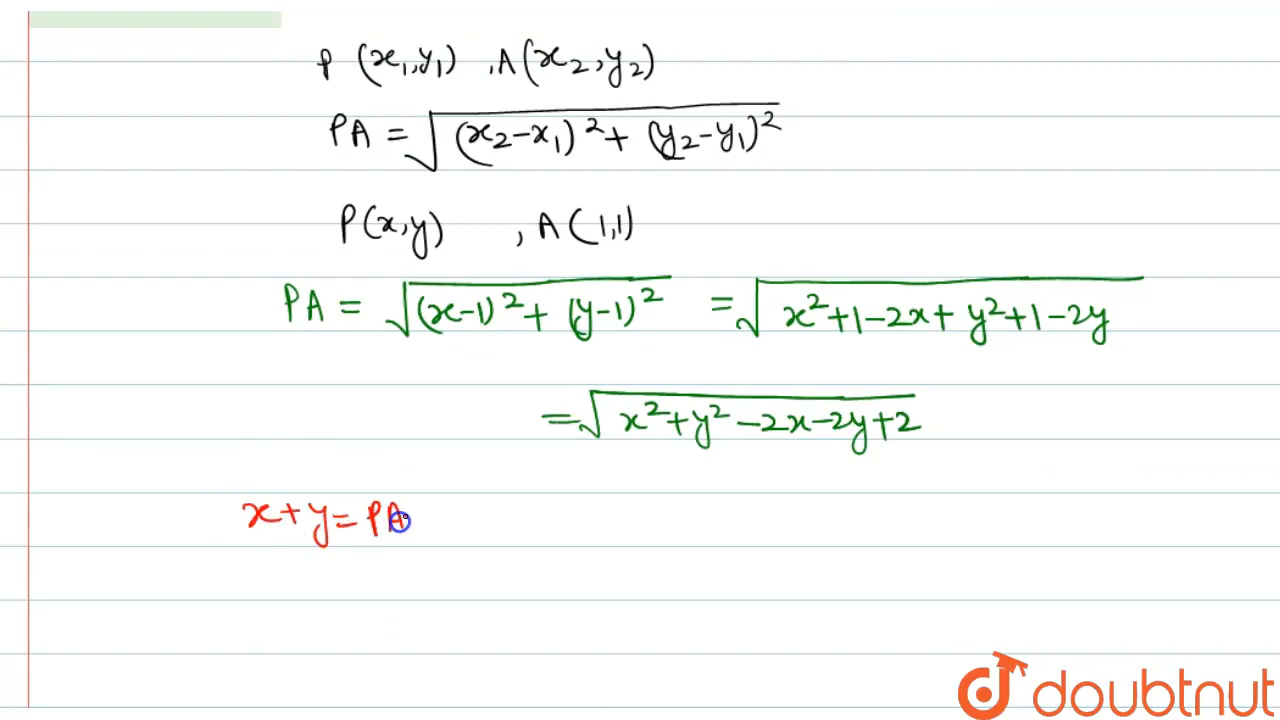 P (x₁,y₁) , A(x₂,y₂)
PA = √((x₂-x₁)² + (y₂-y₁)²)
P(x,y) , A(1,1)
PA = √((x-1)² + (y-1)²) = √(x²+1-2x+y²+1-2y)
= √(x²+y²-2x-2y+2)
x+y=PA
doubtnut